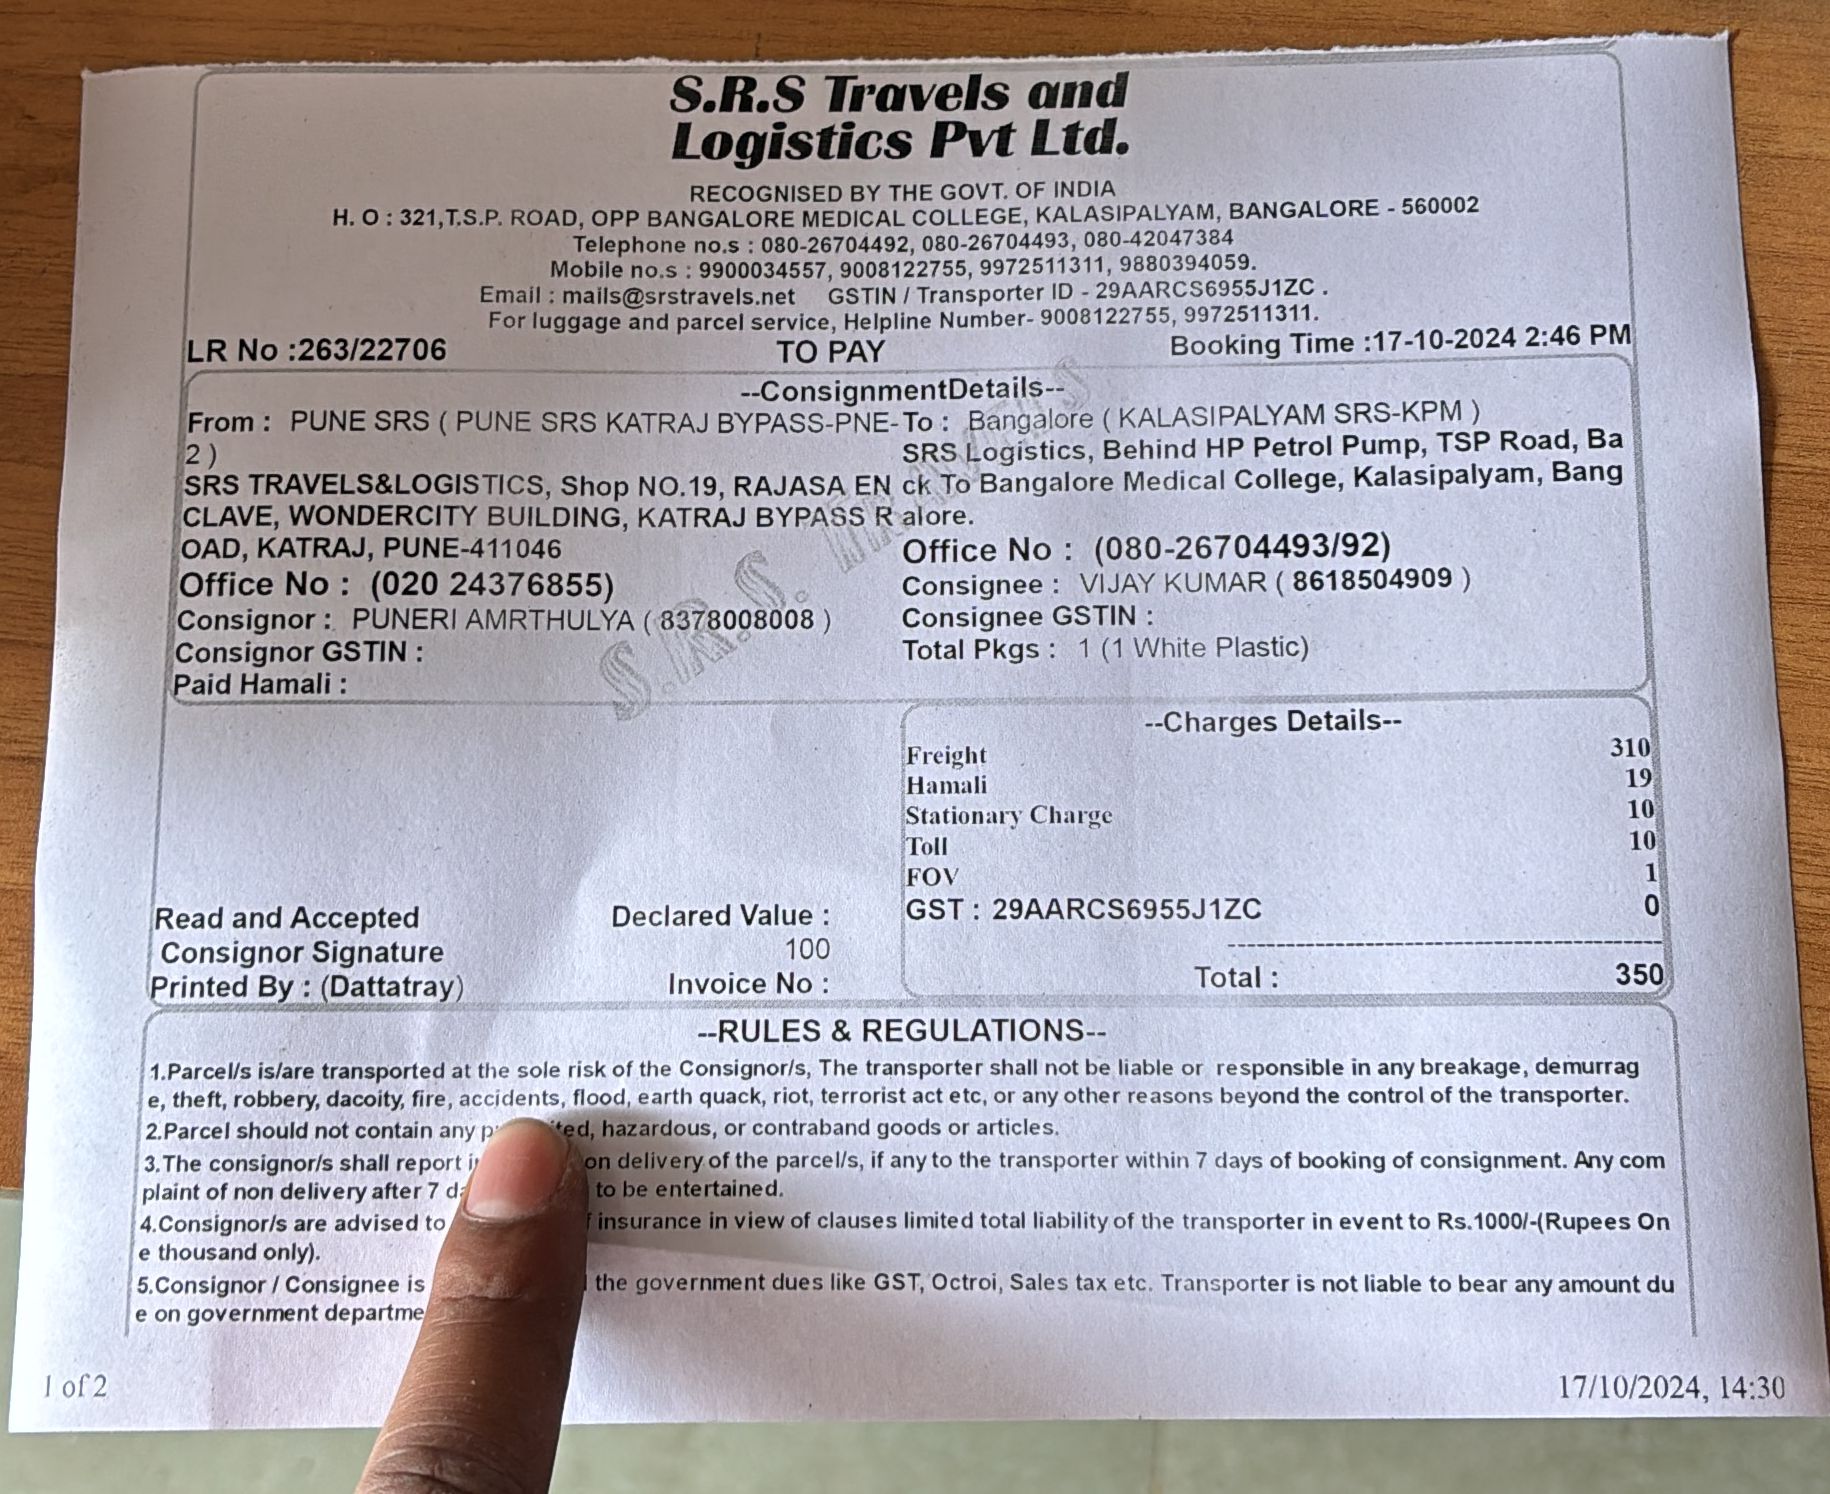 S.R.S Travels and
Logistics Pvt Ltd.
RECOGNISED BY THE GOVT. OF INDIA
H. O : 321,T.S.P. ROAD, OPP BANGALORE MEDICAL COLLEGE, KALASIPALYAM, BANGALORE - 560002
Telephone no.s : 080-26704492, 080-26704493, 080-42047384
Mobile no.s : 9900034557, 9008122755, 9972511311, 9880394059.
Email : mails@srstravels.net GSTIN / Transporter ID - 29AARCS6955J1ZC .
For luggage and parcel service, Helpline Number- 9008122755, 9972511311.
LR No :263/22706 TO PAY Booking Time :17-10-2024 2:46 PM
--ConsignmentDetails--
From : PUNE SRS ( PUNE SRS KATRAJ BYPASS-PNE-
2 )
SRS TRAVELS&LOGISTICS, Shop NO.19, RAJASA EN
CLAVE, WONDERCITY BUILDING, KATRAJ BYPASS R
OAD, KATRAJ, PUNE-411046
Office No : (020 24376855)
Consignor : PUNERI AMRTHULYA ( 8378008008 )
Consignor GSTIN :
Paid Hamali :
To : Bangalore ( KALASIPALYAM SRS-KPM )
SRS Logistics, Behind HP Petrol Pump, TSP Road, Ba
ck To Bangalore Medical College, Kalasipalyam, Bang
alore.
Office No : (080-26704493/92)
Consignee : VIJAY KUMAR ( 8618504909 )
Consignee GSTIN :
Total Pkgs : 1 (1 White Plastic)
S.R.S. TRAVELS
--Charges Details--
Freight 310
Hamali 19
Stationary Charge 10
Toll 10
FOV 1
GST : 29AARCS6955J1ZC 0
Total : 350
Read and Accepted
Consignor Signature
Printed By : (Dattatray)
Declared Value :
100
Invoice No :
--RULES & REGULATIONS--
1.Parcel/s is/are transported at the sole risk of the Consignor/s, The transporter shall not be liable or responsible in any breakage, demurrag
e, theft, robbery, dacoity, fire, accidents, flood, earth quack, riot, terrorist act etc, or any other reasons beyond the control of the transporter.
2.Parcel should not contain any hazardous, or contraband goods or articles.
3.The consignor/s shall report on delivery of the parcel/s, if any to the transporter within 7 days of booking of consignment. Any com
plaint of non delivery after 7 to be entertained.
4.Consignor/s are advised to insurance in view of clauses limited total liability of the transporter in event to Rs.1000/-(Rupees On
e thousand only).
5.Consignor / Consignee is the government dues like GST, Octroi, Sales tax etc. Transporter is not liable to bear any amount du
e on government
1 of 2 17/10/2024, 14:30